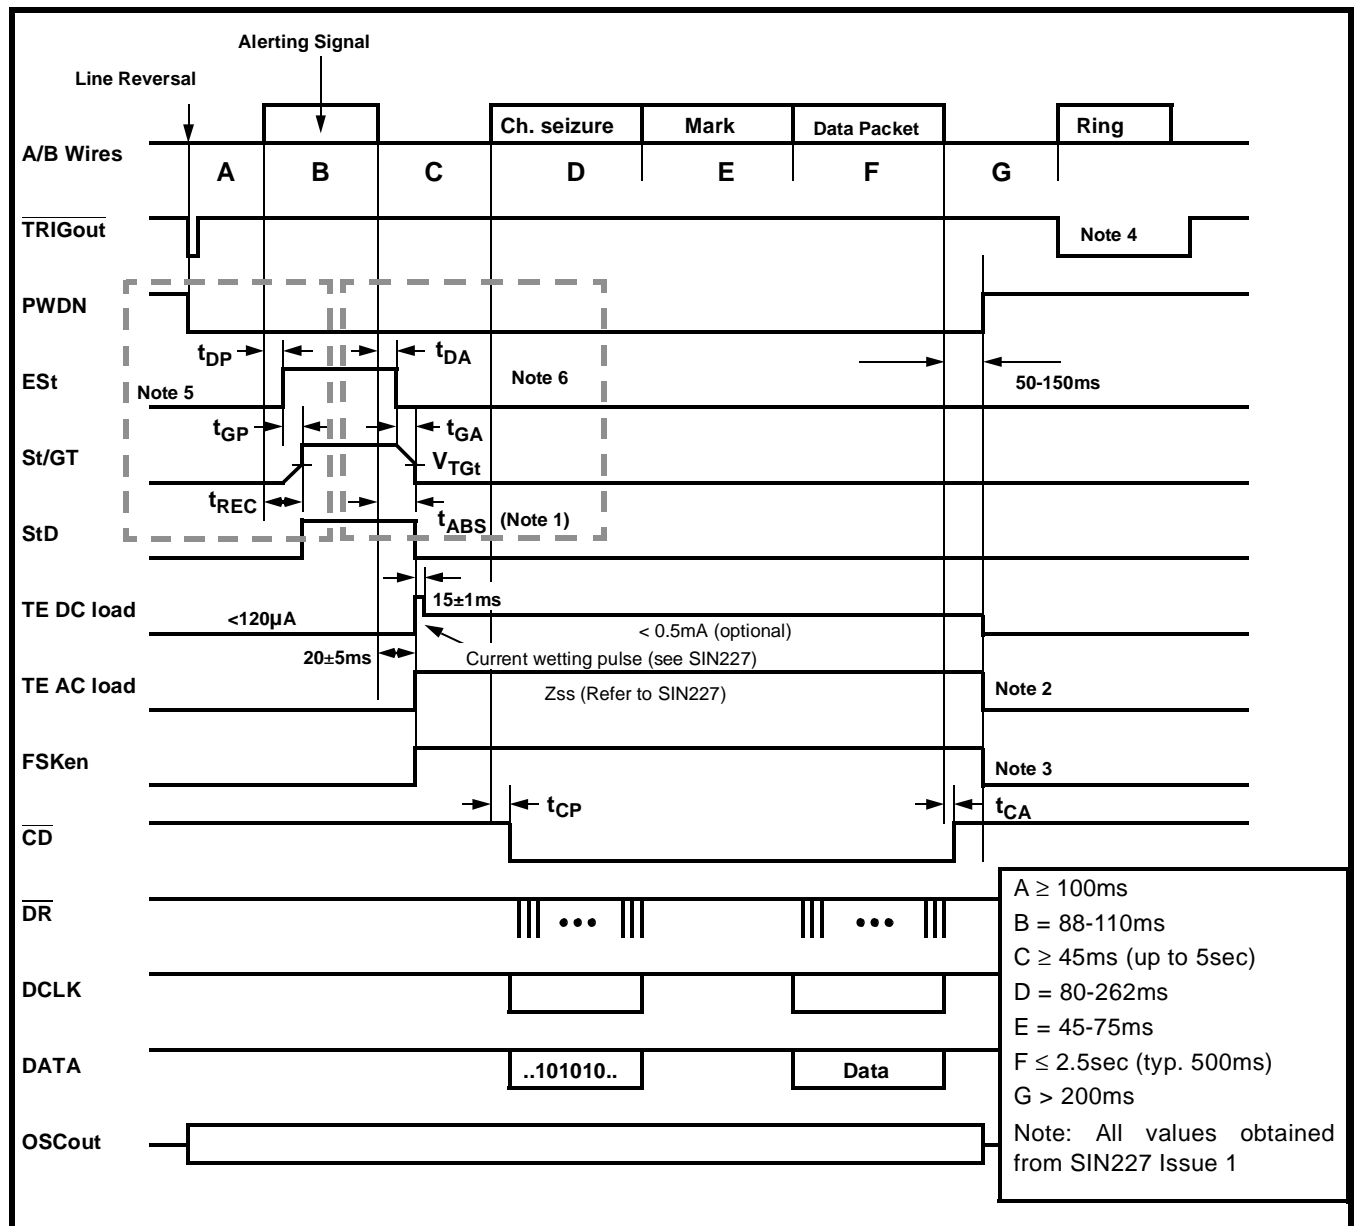 Alerting Signal
Line Reversal
Ch. seizure Mark Data Packet Ring
A/B Wires
A B C D E F G
TRIGout
Note 4
PWDN
tDP tDA
ESt
Note 5 Note 6 50-150ms
tGP tGA
St/GT
VTGt
tREC
tABS (Note 1)
StD
15±1ms
TE DC load
<120µA < 0.5mA (optional)
20±5ms Current wetting pulse (see SIN227)
TE AC load
Zss (Refer to SIN227) Note 2
FSKen
Note 3
tCP tCA
CD
DR
DCLK
DATA
..101010.. Data
OSCout
A ≥ 100ms
B = 88-110ms
C ≥ 45ms (up to 5sec)
D = 80-262ms
E = 45-75ms
F ≤ 2.5sec (typ. 500ms)
G > 200ms
Note: All values obtained
from SIN227 Issue 1